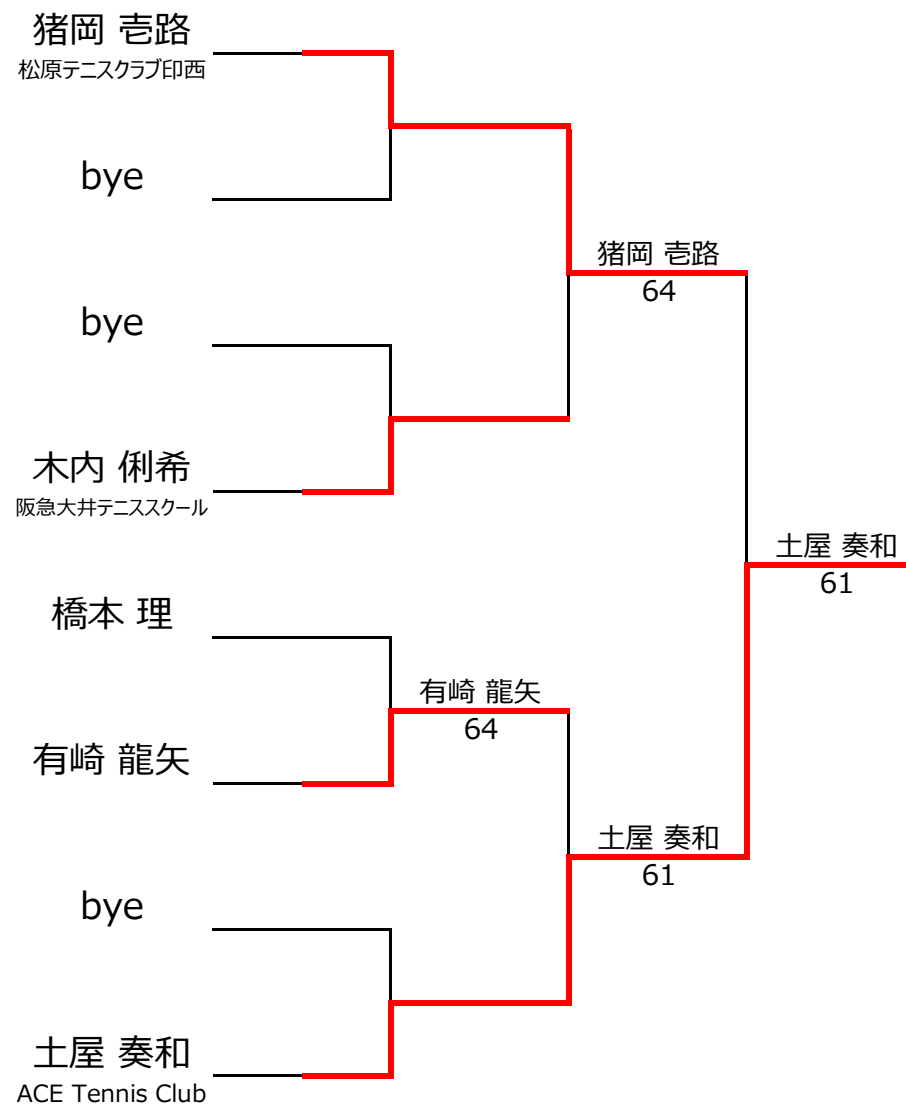 猪岡 壱路
松原テニスクラブ印西
bye
bye
木内 俐希
阪急大井テニススクール
橋本 理
有崎 龍矢
bye
土屋 奏和
ACE Tennis Club
有崎 龍矢
64
猪岡 壱路
64
土屋 奏和
61
土屋 奏和
61